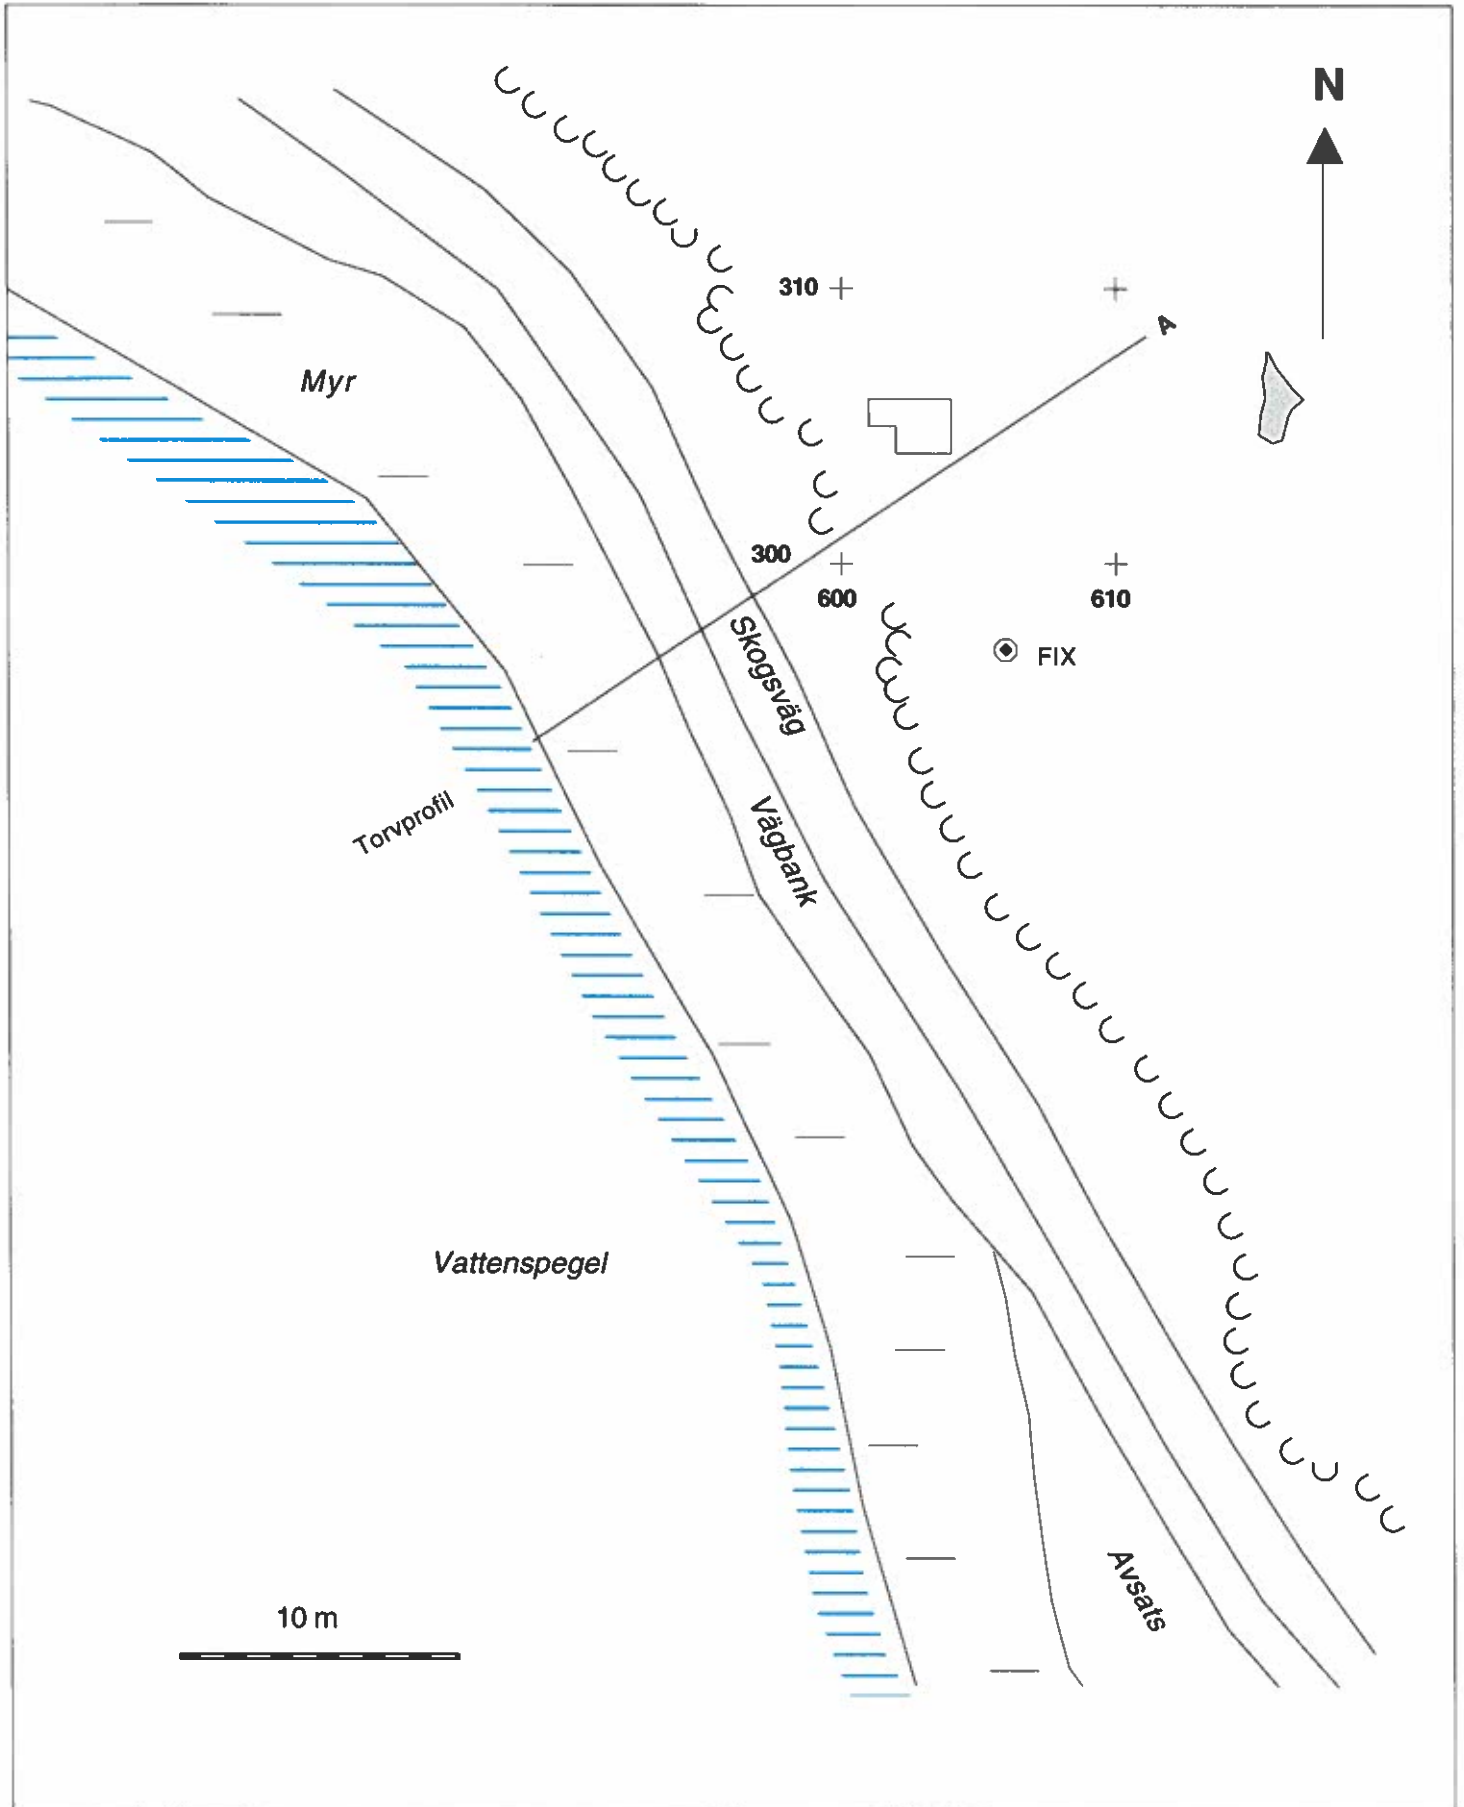 N
310
A
Myr
300
600
610
FIX
Skogsväg
Torvprofil
Vägbank
Vattenspegel
Avsats
10 m